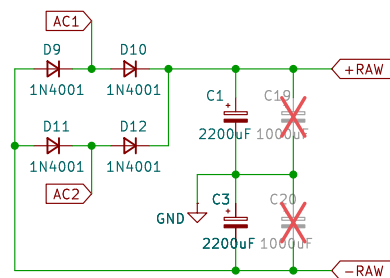 AC1
D9
D10
1N4001
1N4001
+RAW
C1
+
2200uF
C19
1000uF
D11
D12
1N4001
1N4001
AC2
GND
C3
+
2200uF
C20
1000uF
-RAW